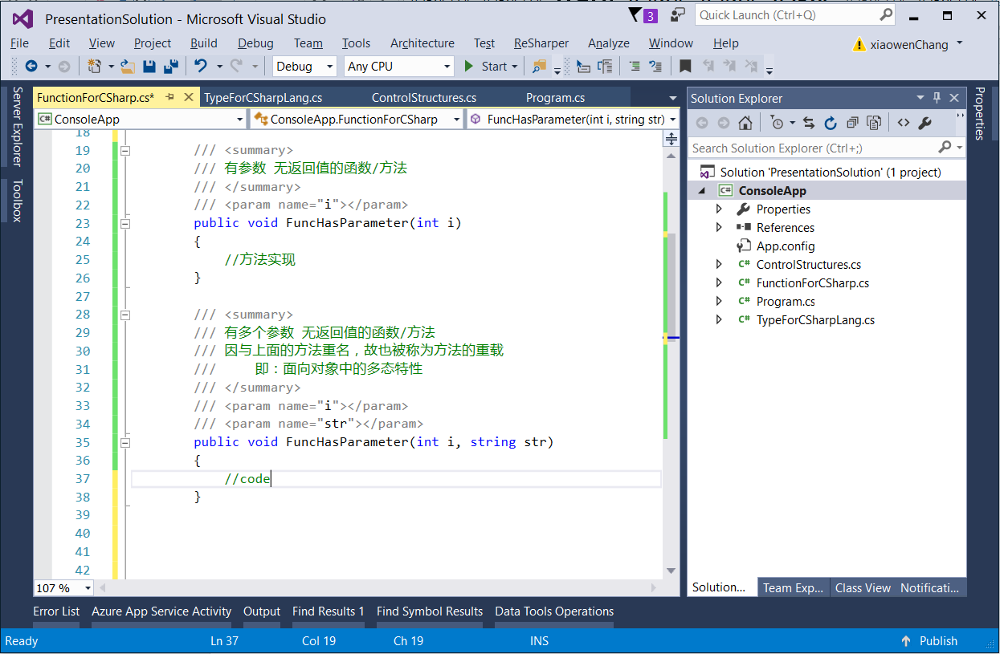 PresentationSolution - Microsoft Visual Studio
3
Quick Launch (Ctrl+Q)
File Edit View Project Build Debug Team Tools Architecture Test ReSharper Analyze Window Help
xiaowenChang
Debug Any CPU Start
Server Explorer
Toolbox
FunctionForCSharp.cs* TypeForCSharpLang.cs ControlStructures.cs Program.cs
C# ConsoleApp ConsoleApp.FunctionForCSharp FuncHasParameter(int i, string str)
18
19 /// <summary>
20 /// 有参数 无返回值的函数/方法
21 /// </summary>
22 /// <param name="i"></param>
23 public void FuncHasParameter(int i)
24 {
25 //方法实现
26 }
27
28 /// <summary>
29 /// 有多个参数 无返回值的函数/方法
30 /// 因与上面的方法重名，故也被称为方法的重载
31 /// 即：面向对象中的多态特性
32 /// </summary>
33 /// <param name="i"></param>
34 /// <param name="str"></param>
35 public void FuncHasParameter(int i, string str)
36 {
37 //code
38 }
39
40
41
42
107 %
Solution Explorer
Search Solution Explorer (Ctrl+;)
Solution 'PresentationSolution' (1 project)
C# ConsoleApp
Properties
References
App.config
C# ControlStructures.cs
C# FunctionForCSharp.cs
C# Program.cs
C# TypeForCSharpLang.cs
Solution... Team Exp... Class View Notificati...
Properties
Error List Azure App Service Activity Output Find Results 1 Find Symbol Results Data Tools Operations
Ready Ln 37 Col 19 Ch 19 INS Publish